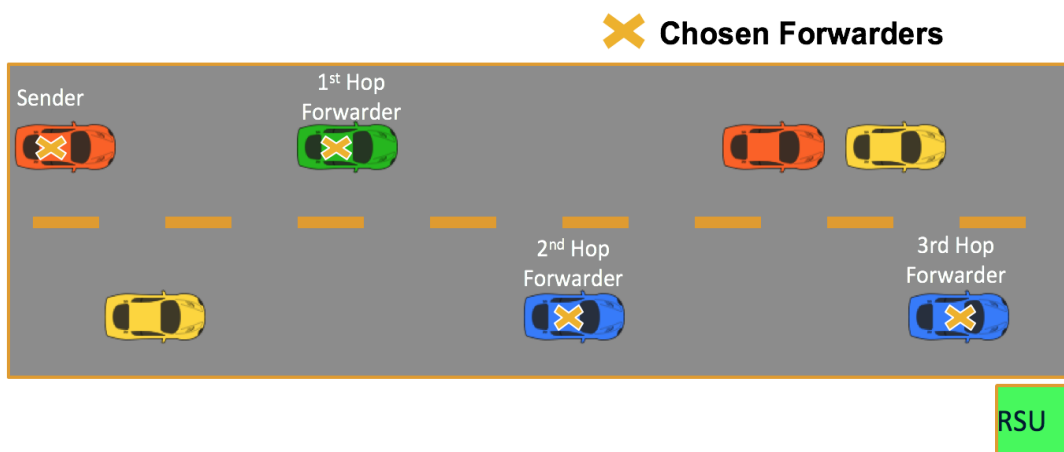 Chosen Forwarders
Sender
1st Hop
Forwarder
2nd Hop
Forwarder
3rd Hop
Forwarder
RSU